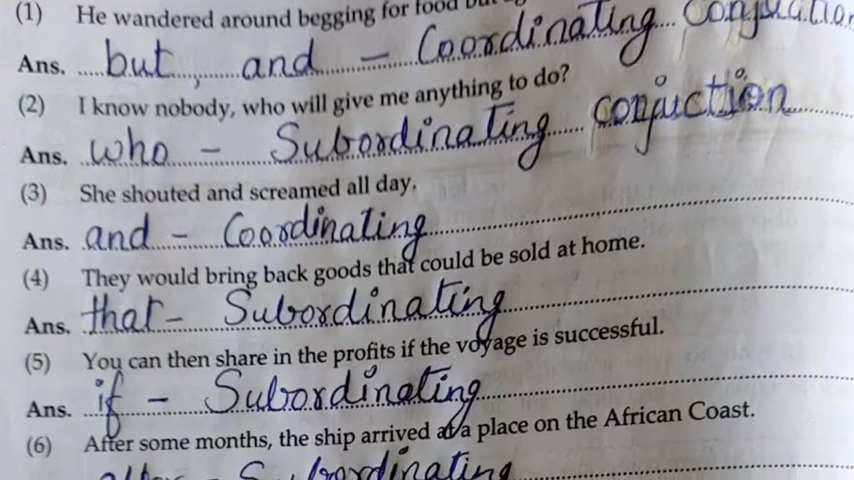 (1) He wandered around begging for food but
Ans. but, and - Coordinating Conjuction
(2) I know nobody, who will give me anything to do?
Ans. who - Subordinating conjuction
(3) She shouted and screamed all day.
Ans. and - Coordinating
(4) They would bring back goods that could be sold at home.
Ans. that - Subordinating
(5) You can then share in the profits if the voyage is successful.
Ans. if - Subordinating
(6) After some months, the ship arrived at a place on the African Coast.
after - Subordinating